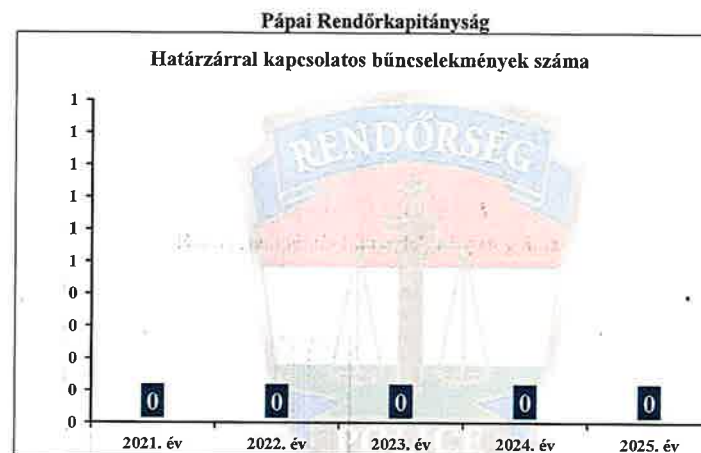 Pápai Rendőrkapitányság
Határzárral kapcsolatos bűncselekmények száma
1
1
1
1
1
1
0
0
0
0
0
RENDŐRSÉG
0 0 0 0 0
2021. év 2022. év 2023. év 2024. év 2025. év